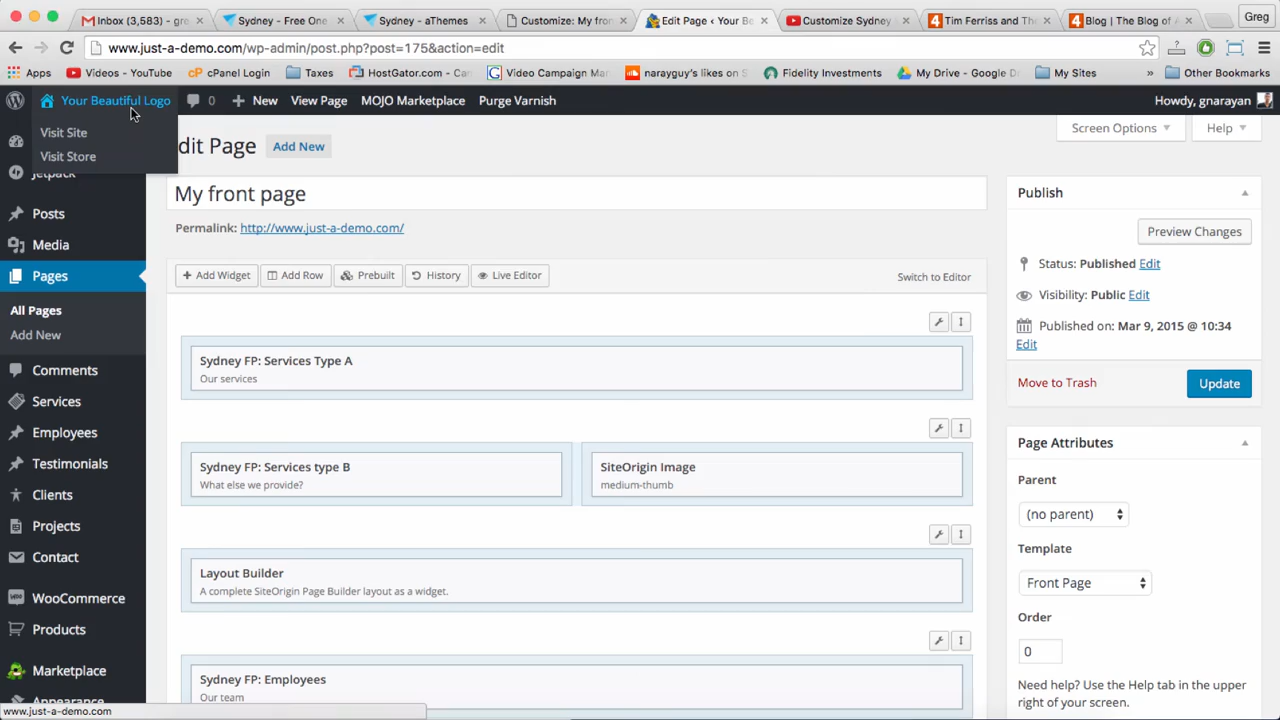 Inbox (3,583) - gre
Sydney - Free One
Sydney - aThemes
Customize: My fron
Edit Page ‹ Your Be
Customize Sydney
Tim Ferriss and The
Blog | The Blog of A
Greg
www.just-a-demo.com/wp-admin/post.php?post=175&action=edit
Apps
Videos - YouTube
cPanel Login
Taxes
HostGator.com - Can
Video Campaign Man
narayguy's likes on S
Fidelity Investments
My Drive - Google D
My Sites
»
Other Bookmarks
Your Beautiful Logo
0
New
View Page
MOJO Marketplace
Purge Varnish
Howdy, gnarayan
Visit Site
Visit Store
dit Page
Add New
Screen Options
Help
Jetpack
Posts
Media
Pages
All Pages
Add New
Comments
Services
Employees
Testimonials
Clients
Projects
Contact
WooCommerce
Products
Marketplace
Appearance
www.just-a-demo.com
My front page
Permalink: http://www.just-a-demo.com/
Add Widget
Add Row
Prebuilt
History
Live Editor
Switch to Editor
Sydney FP: Services Type A
Our services
Sydney FP: Services type B
What else we provide?
SiteOrigin Image
medium-thumb
Layout Builder
A complete SiteOrigin Page Builder layout as a widget.
Sydney FP: Employees
Our team
Publish
Preview Changes
Status: Published Edit
Visibility: Public Edit
Published on: Mar 9, 2015 @ 10:34
Edit
Move to Trash
Update
Page Attributes
Parent
(no parent)
Template
Front Page
Order
0
Need help? Use the Help tab in the upper
right of your screen.